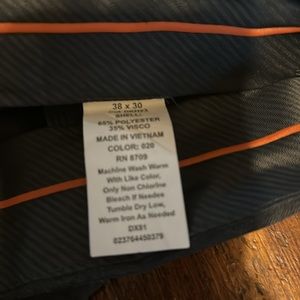 38 x 30
SHELL:
65% POLYESTER
35% VISCO
MADE IN VIETNAM
COLOR: 020
RN 8709
Machine Wash Warm
With Like Color,
Only Non Chlorine
Bleach If Needes
Tumble Dry Low,
Warm Iron As Needed
DX51
023764450379